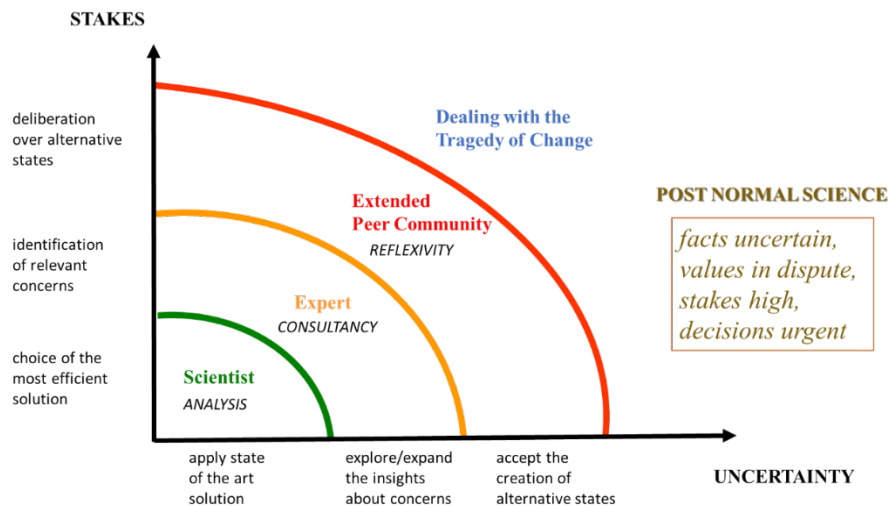 STAKES
deliberation
over alternative
states
identification
of relevant
concerns
choice of the
most efficient
solution
Dealing with the
Tragedy of Change
Extended
Peer Community
REFLEXIVITY
Expert
CONSULTANCY
Scientist
ANALYSIS
POST NORMAL SCIENCE
facts uncertain,
values in dispute,
stakes high,
decisions urgent
apply state
of the art
solution
explore/expand
the insights
about concerns
accept the
creation of
alternative states
UNCERTAINTY